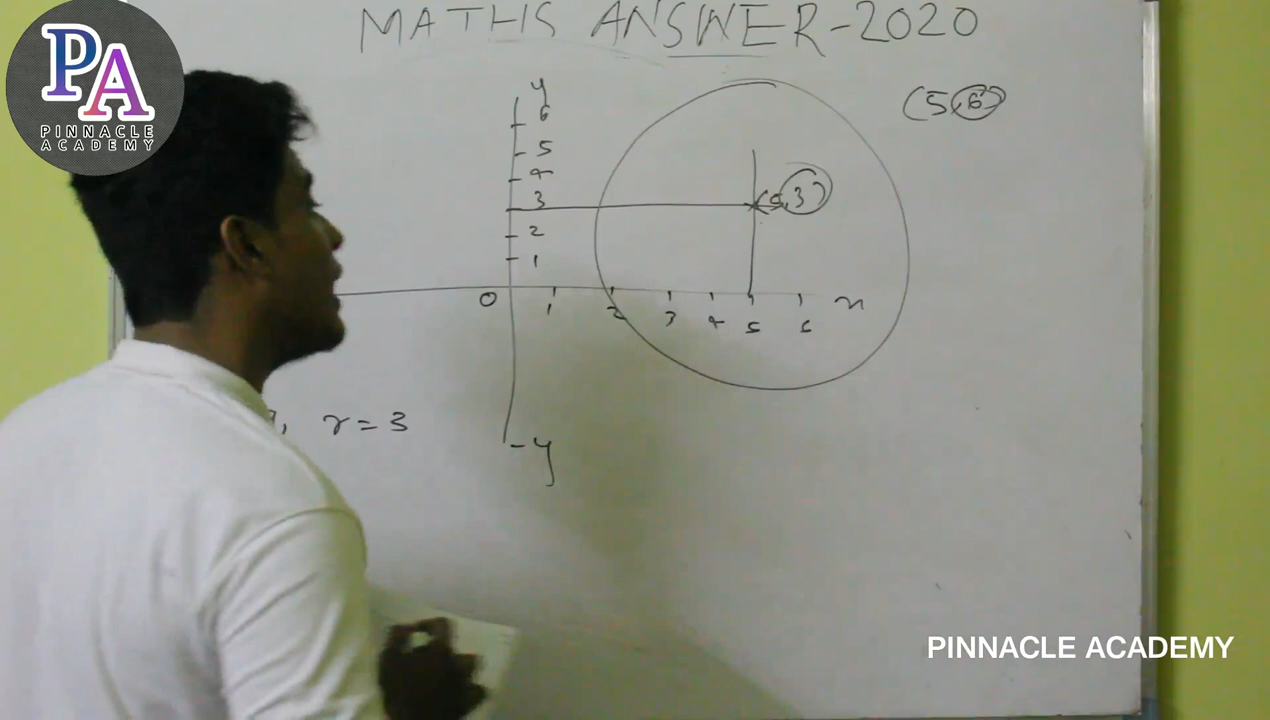 MATHS ANSWER-2020
PA
PINNACLE
ACADEMY
y
6
5
4
3
2
1
0
1 2 3 4 5 6 x
(5,6)
(5,3)
r=3
-y
PINNACLE ACADEMY